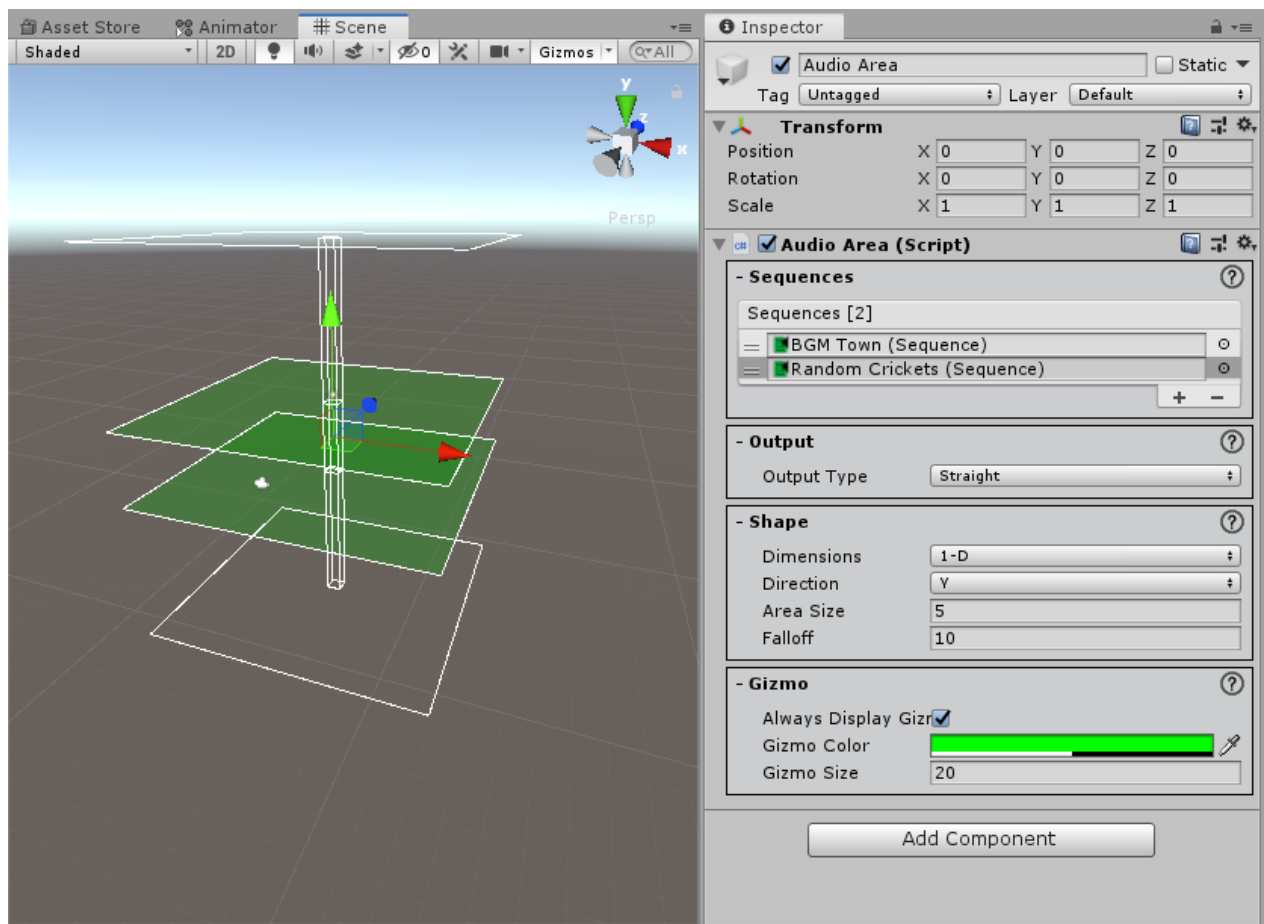 Asset Store Animator Scene
Shaded 2D 0 Gizmos All
y
z
x
Persp
Inspector
Audio Area Static
Tag Untagged Layer Default
Transform
Position X 0 Y 0 Z 0
Rotation X 0 Y 0 Z 0
Scale X 1 Y 1 Z 1
c# Audio Area (Script)
- Sequences ?
Sequences [2]
BGM Town (Sequence)
Random Crickets (Sequence)
+ −
- Output ?
Output Type Straight
- Shape ?
Dimensions 1-D
Direction Y
Area Size 5
Falloff 10
- Gizmo ?
Always Display Gizr
Gizmo Color
Gizmo Size 20
Add Component